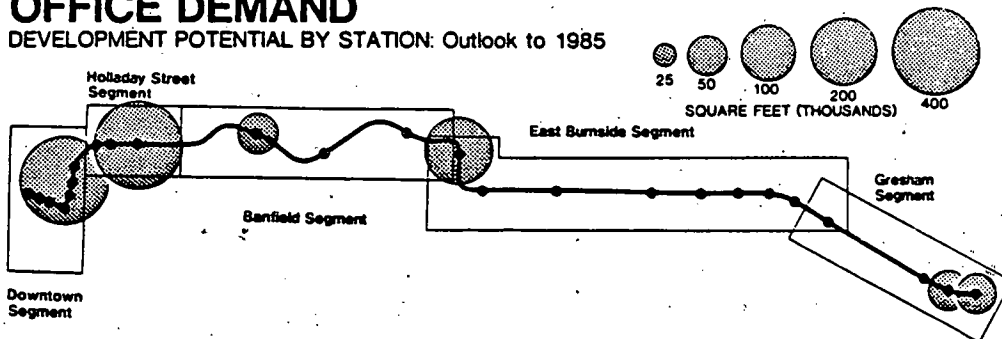 OFFICE DEMAND
DEVELOPMENT POTENTIAL BY STATION: Outlook to 1985
25 50 100 200 400
SQUARE FEET (THOUSANDS)
Holladay Street
Segment
East Burnside Segment
Gresham
Segment
Banfield Segment
Downtown
Segment